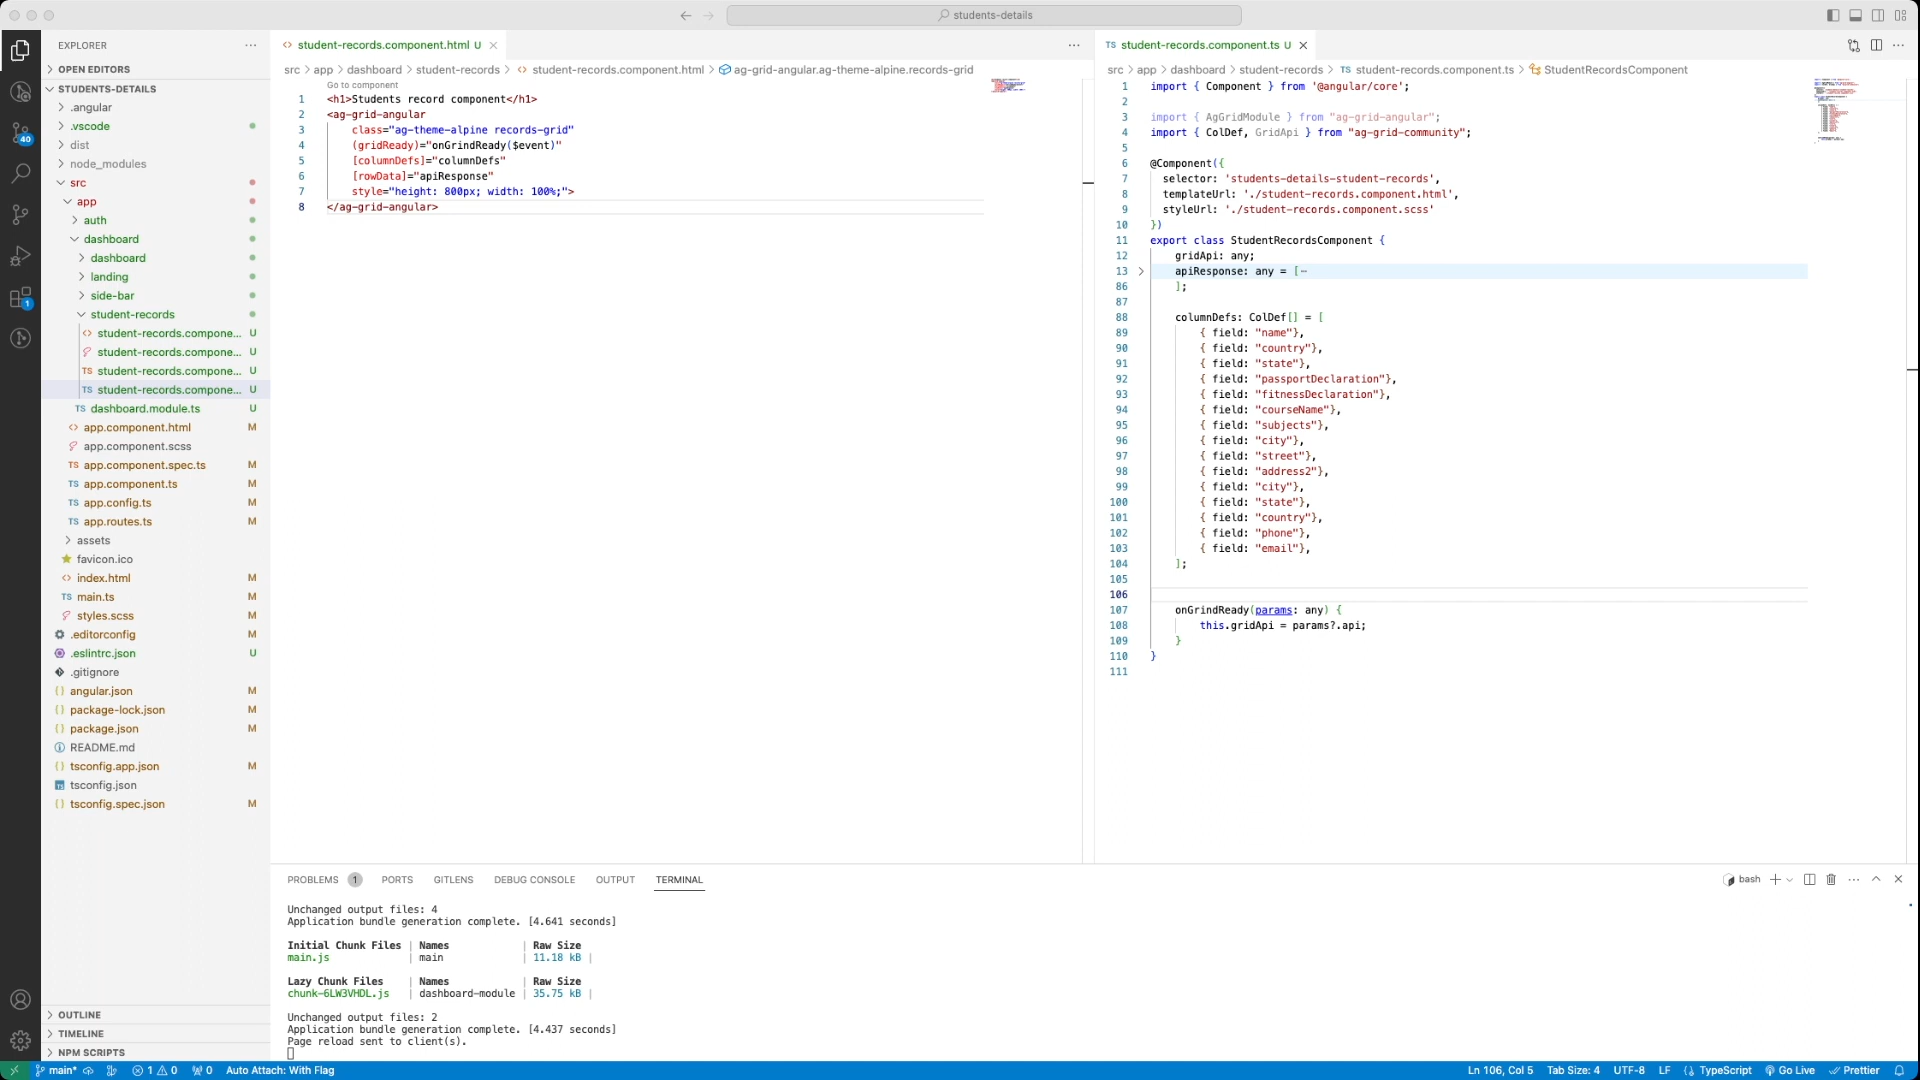 students-details
EXPLORER
OPEN EDITORS
STUDENTS-DETAILS
.angular
.vscode
dist
node_modules
src
app
auth
dashboard
dashboard
landing
side-bar
student-records
student-records.compone... U
student-records.compone... U
TS student-records.compone... U
TS student-records.compone... U
TS dashboard.module.ts U
app.component.html M
app.component.scss
TS app.component.spec.ts M
TS app.component.ts M
TS app.config.ts M
TS app.routes.ts M
assets
favicon.ico
index.html M
TS main.ts M
styles.scss M
.editorconfig M
.eslintrc.json U
.gitignore
angular.json M
package-lock.json M
package.json M
README.md
tsconfig.app.json M
tsconfig.json
tsconfig.spec.json M
OUTLINE
TIMELINE
NPM SCRIPTS
40
1
student-records.component.html U
src > app > dashboard > student-records > student-records.component.html > ag-grid-angular.ag-theme-alpine.records-grid
Go to component
1 <h1>Students record component</h1>
2 <ag-grid-angular
3 class="ag-theme-alpine records-grid"
4 (gridReady)="onGrindReady($event)"
5 [columnDefs]="columnDefs"
6 [rowData]="apiResponse"
7 style="height: 800px; width: 100%;">
8 </ag-grid-angular>
TS student-records.component.ts U
src > app > dashboard > student-records > TS student-records.component.ts > StudentRecordsComponent
1 import { Component } from '@angular/core';
2
3 import { AgGridModule } from "ag-grid-angular";
4 import { ColDef, GridApi } from "ag-grid-community";
5
6 @Component({
7 selector: 'students-details-student-records',
8 templateUrl: './student-records.component.html',
9 styleUrl: './student-records.component.scss'
10 })
11 export class StudentRecordsComponent {
12 gridApi: any;
13 apiResponse: any = [⋯
86 ];
87
88 columnDefs: ColDef[] = [
89 { field: "name"},
90 { field: "country"},
91 { field: "state"},
92 { field: "passportDeclaration"},
93 { field: "fitnessDeclaration"},
94 { field: "courseName"},
95 { field: "subjects"},
96 { field: "city"},
97 { field: "street"},
98 { field: "address2"},
99 { field: "city"},
100 { field: "state"},
101 { field: "country"},
102 { field: "phone"},
103 { field: "email"},
104 ];
105
106
107 onGrindReady(params: any) {
108 this.gridApi = params?.api;
109 }
110 }
111
PROBLEMS 1 PORTS GITLENS DEBUG CONSOLE OUTPUT TERMINAL
bash
Unchanged output files: 4
Application bundle generation complete. [4.641 seconds]
Initial Chunk Files | Names | Raw Size
main.js | main | 11.18 kB |
Lazy Chunk Files | Names | Raw Size
chunk-6LW3VHDL.js | dashboard-module | 35.75 kB |
Unchanged output files: 2
Application bundle generation complete. [4.437 seconds]
Page reload sent to client(s).
main* 1 0 0 Auto Attach: With Flag
Ln 106, Col 5 Tab Size: 4 UTF-8 LF TypeScript Go Live Prettier